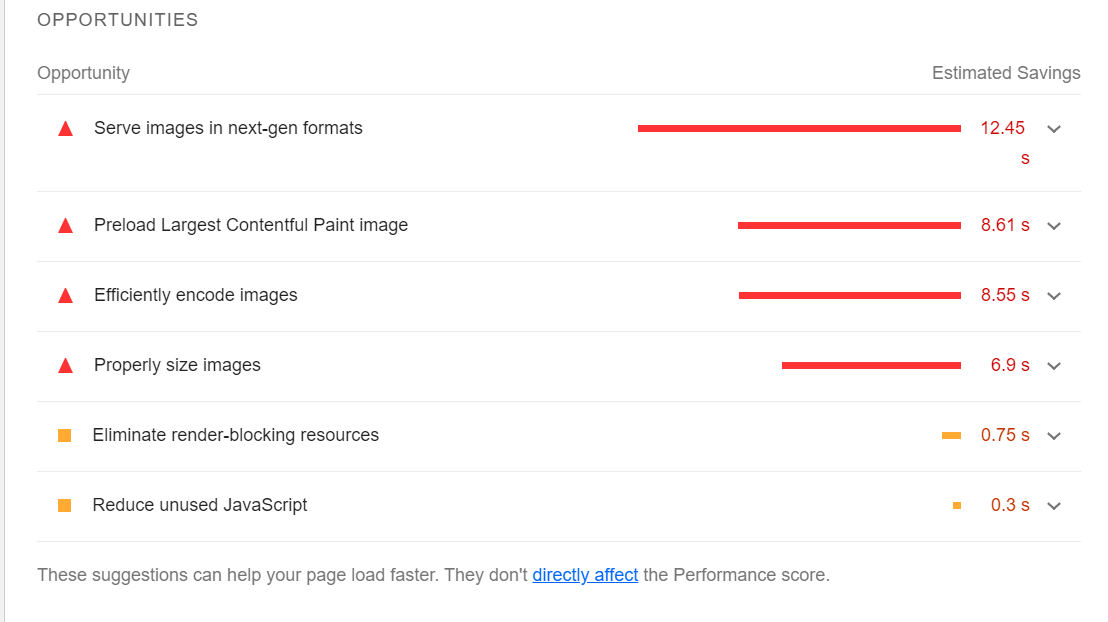 OPPORTUNITIES
Opportunity Estimated Savings
Serve images in next-gen formats 12.45
s
Preload Largest Contentful Paint image 8.61 s
Efficiently encode images 8.55 s
Properly size images 6.9 s
Eliminate render-blocking resources 0.75 s
Reduce unused JavaScript 0.3 s
These suggestions can help your page load faster. They don't directly affect the Performance score.